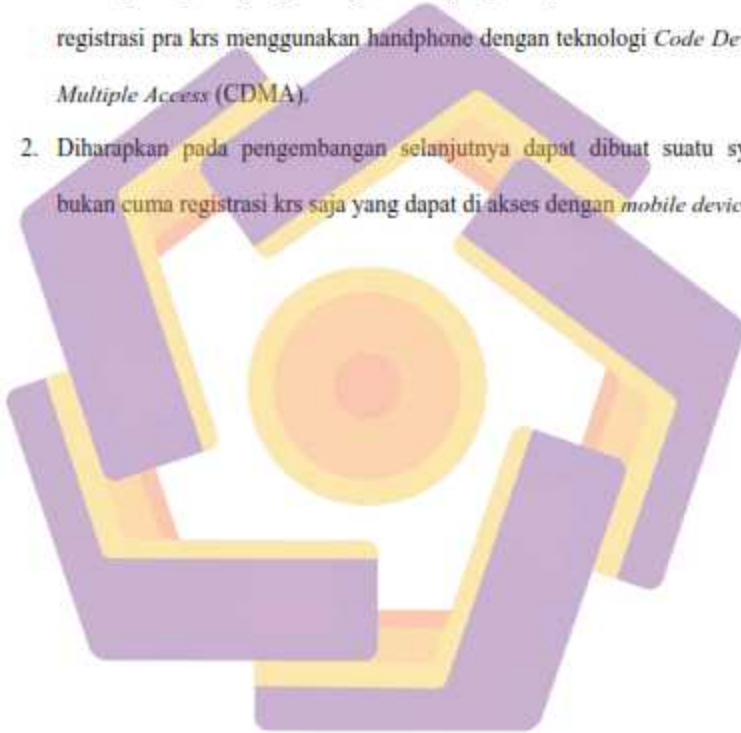 registrasi pra krs menggunakan handphone dengan teknologi Code De
Multiple Access (CDMA).
2. Diharapkan pada pengembangan selanjutnya dapat dibuat suatu sy
bukan cuma registrasi krs saja yang dapat di akses dengan mobile devic